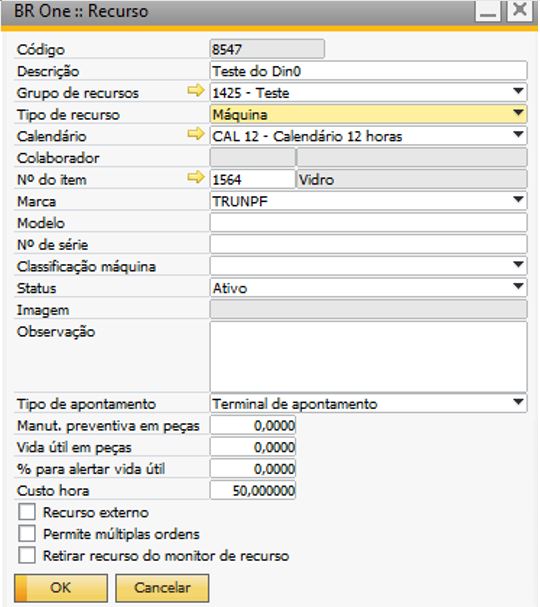 BR One :: Recurso
Código 8547
Descrição Teste do Din0
Grupo de recursos 1425 - Teste
Tipo de recurso Máquina
Calendário CAL 12 - Calendário 12 horas
Colaborador
Nº do item 1564 Vidro
Marca TRUNPF
Modelo
Nº de série
Classificação máquina
Status Ativo
Imagem
Observação
Tipo de apontamento Terminal de apontamento
Manut. preventiva em peças 0,0000
Vida útil em peças 0,0000
% para alertar vida útil 0,0000
Custo hora 50,000000
Recurso externo
Permite múltiplas ordens
Retirar recurso do monitor de recurso
OK Cancelar